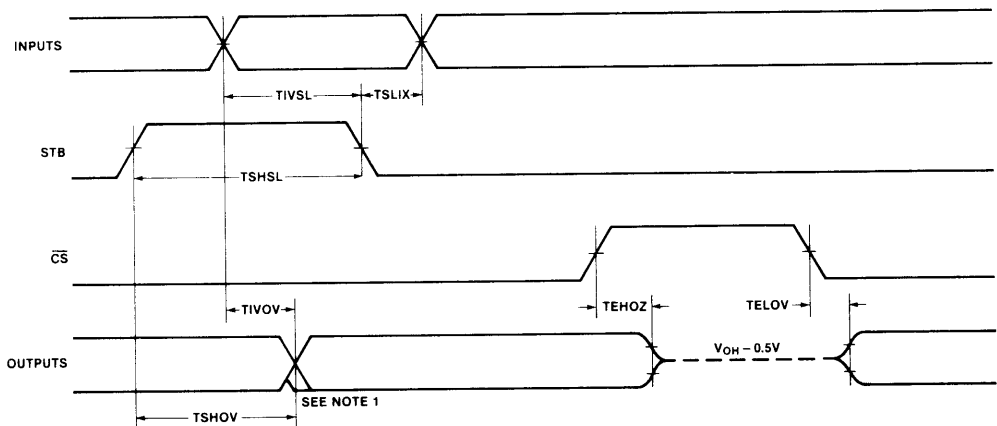 INPUTS
TIVSL
TSLIX
STB
TSHSL
CS
TIVOV
TEHOZ
TELOV
OUTPUTS
VOH – 0.5V
SEE NOTE 1
TSHOV